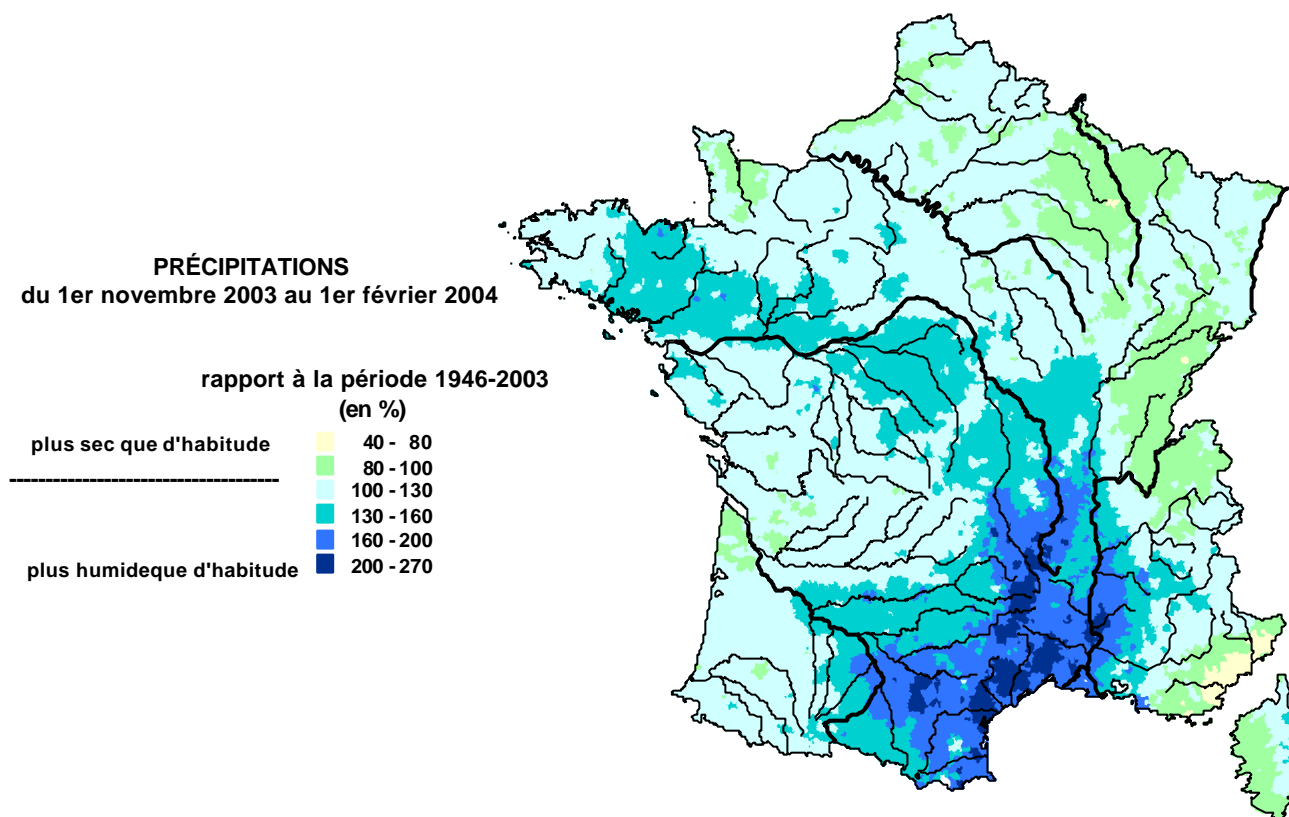 PRÉCIPITATIONS
du 1er novembre 2003 au 1er février 2004
rapport à la période 1946-2003
(en %)
plus sec que d'habitude
40 - 80
80 - 100
100 - 130
130 - 160
160 - 200
200 - 270
plus humideque d'habitude